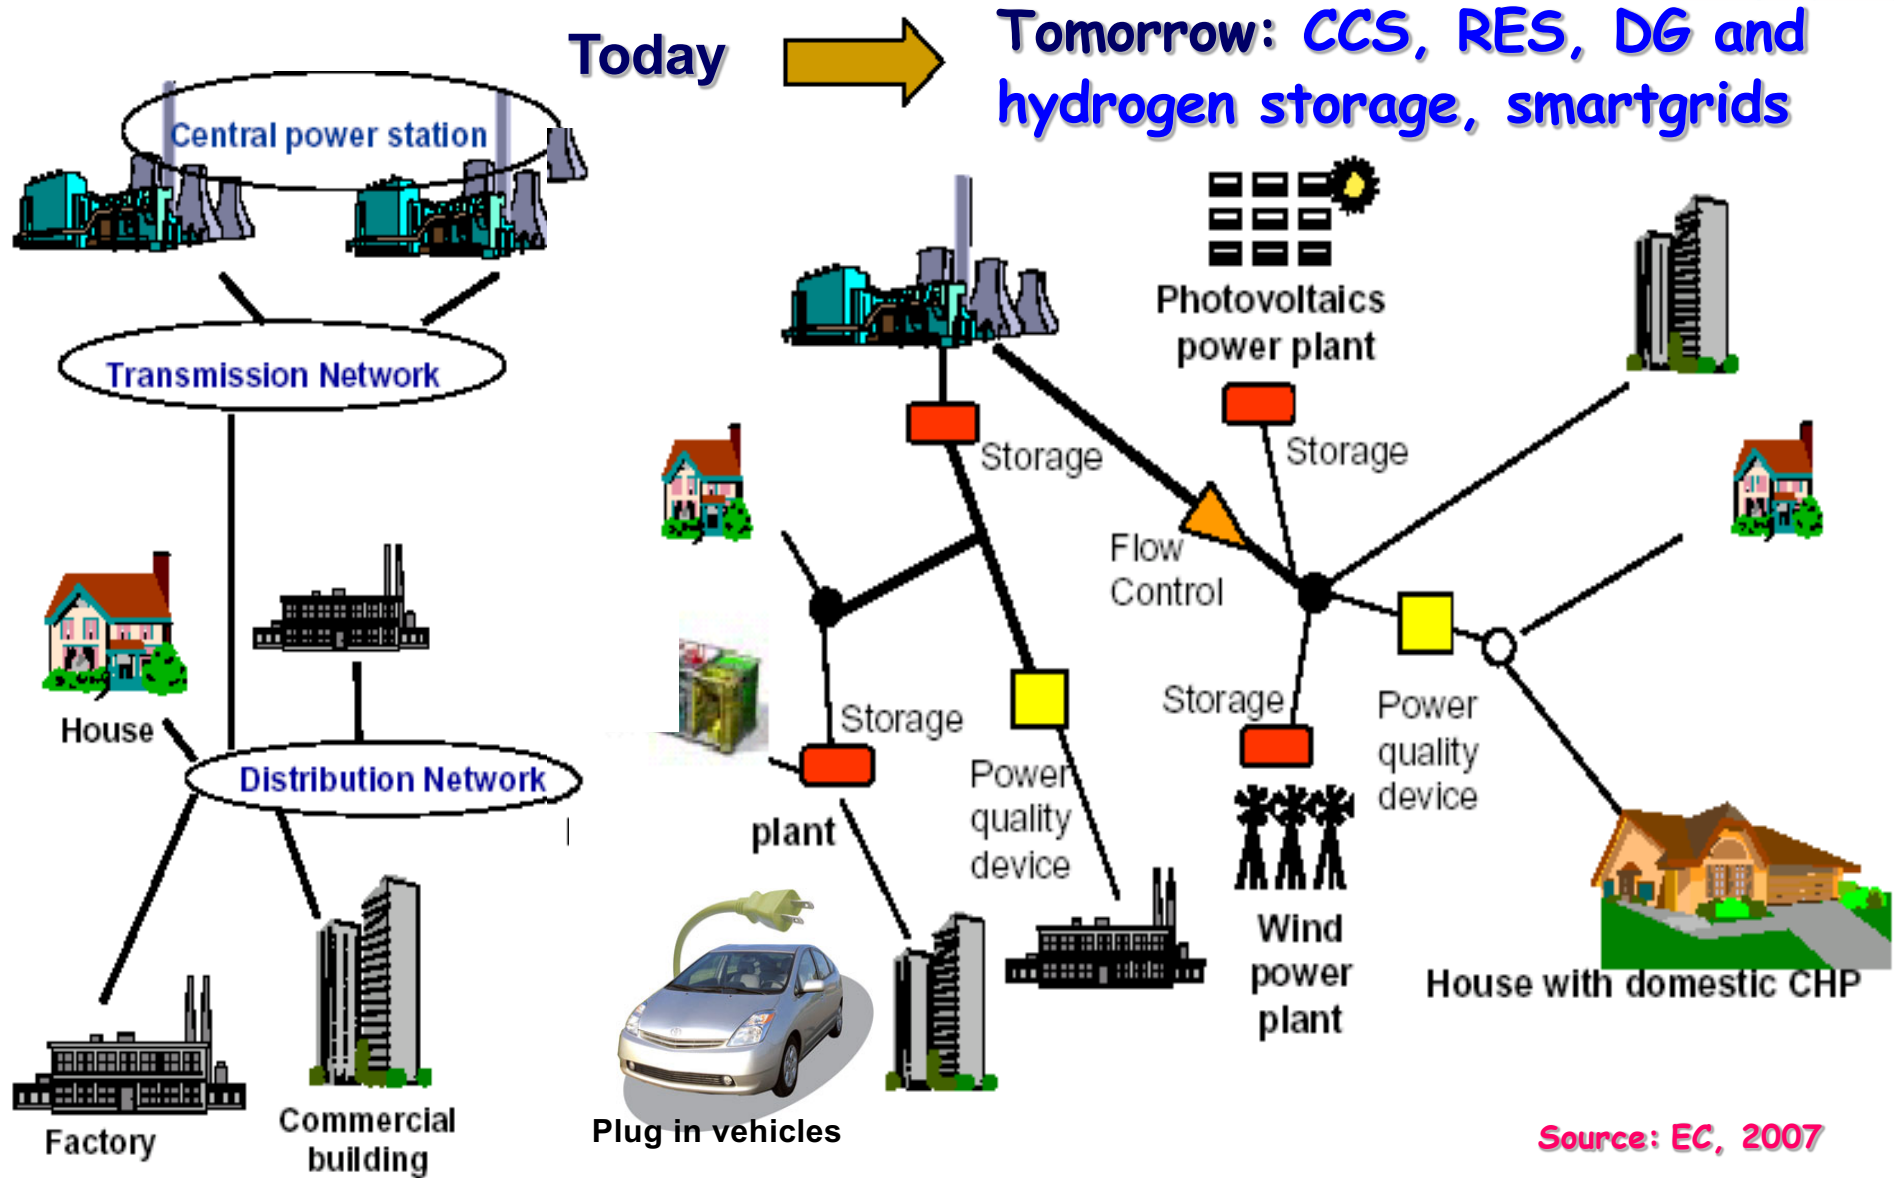 Today
Tomorrow: CCS, RES, DG and
hydrogen storage, smartgrids
Central power station
Transmission Network
House
Distribution Network
Factory
Commercial
building
Photovoltaics
power plant
Storage
Storage
Flow
Control
Storage
Storage
Power
quality
device
Power
quality
device
plant
Wind
power
plant
House with domestic CHP
Plug in vehicles
Source: EC, 2007